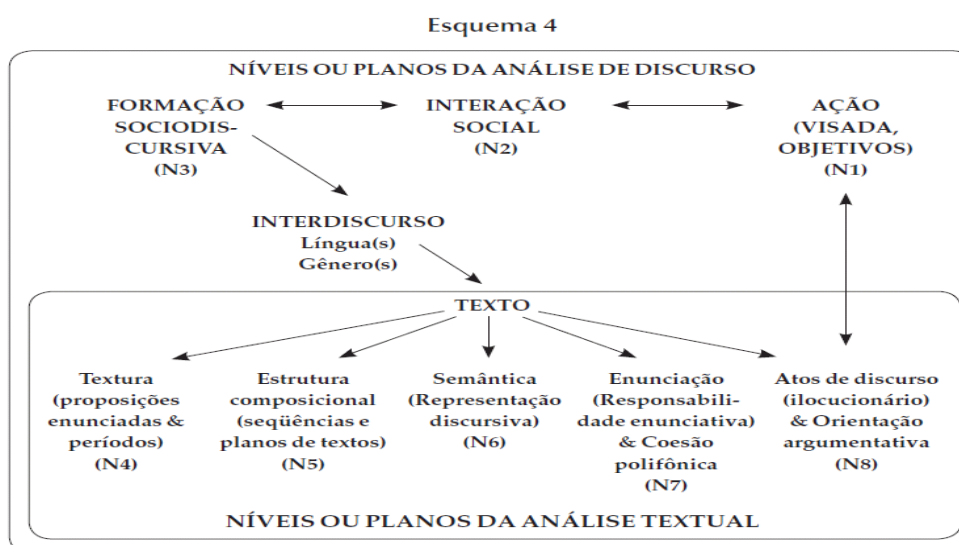 Esquema 4
NÍVEIS OU PLANOS DA ANÁLISE DE DISCURSO
FORMAÇÃO
SOCIODIS-
CURSIVA
(N3)
INTERAÇÃO
SOCIAL
(N2)
AÇÃO
(VISADA,
OBJETIVOS)
(N1)
INTERDISCURSO
Língua(s)
Gênero(s)
TEXTO
Textura
(proposições
enunciadas &
períodos)
(N4)
Estrutura
composicional
(seqüências e
planos de textos)
(N5)
Semântica
(Representação
discursiva)
(N6)
Enunciação
(Responsabili-
dade enunciativa)
& Coesão
polifônica
(N7)
Atos de discurso
(ilocucionário)
& Orientação
argumentativa
(N8)
NÍVEIS OU PLANOS DA ANÁLISE TEXTUAL